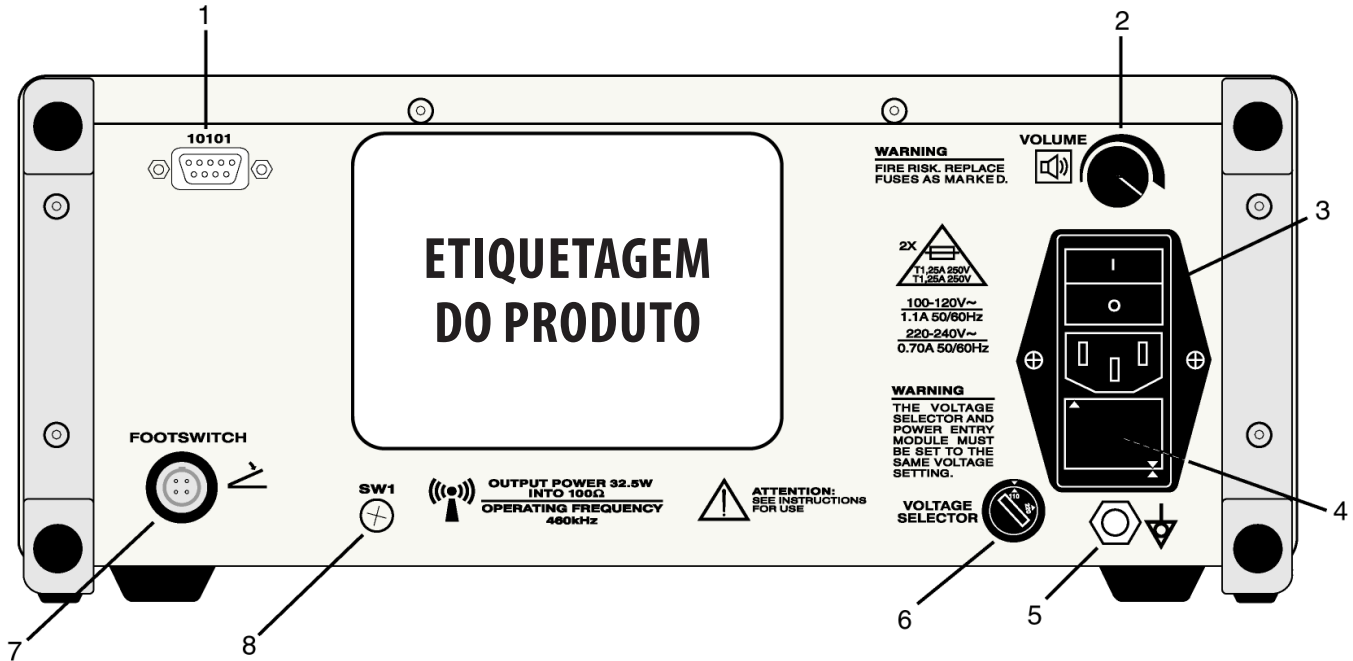 1
2
10101
VOLUME
WARNING
FIRE RISK. REPLACE
FUSES AS MARKED.
3
ETIQUETAGEM
DO PRODUTO
2X
T1,25A 250V
T1,25A 250V
I
O
100-120V~
1.1A 50/60Hz
220-240V~
0.70A 50/60Hz
WARNING
THE VOLTAGE
SELECTOR AND
POWER ENTRY
MODULE MUST
BE SET TO THE
SAME VOLTAGE
SETTING.
FOOTSWITCH
SW1
OUTPUT POWER 32.5W
INTO 100Ω
OPERATING FREQUENCY
460kHz
ATTENTION:
SEE INSTRUCTIONS
FOR USE
VOLTAGE
SELECTOR
110
4
5
6
7
8